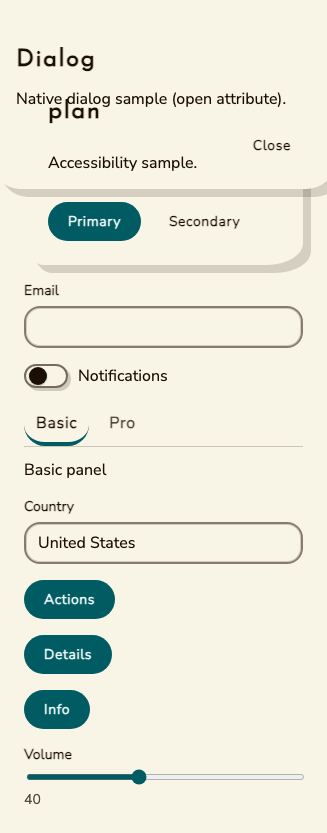 Dialog
Native dialog sample (open attribute).
plan
Close
Accessibility sample.
Primary
Secondary
Email
Notifications
Basic
Pro
Basic panel
Country
United States
Actions
Details
Info
Volume
40